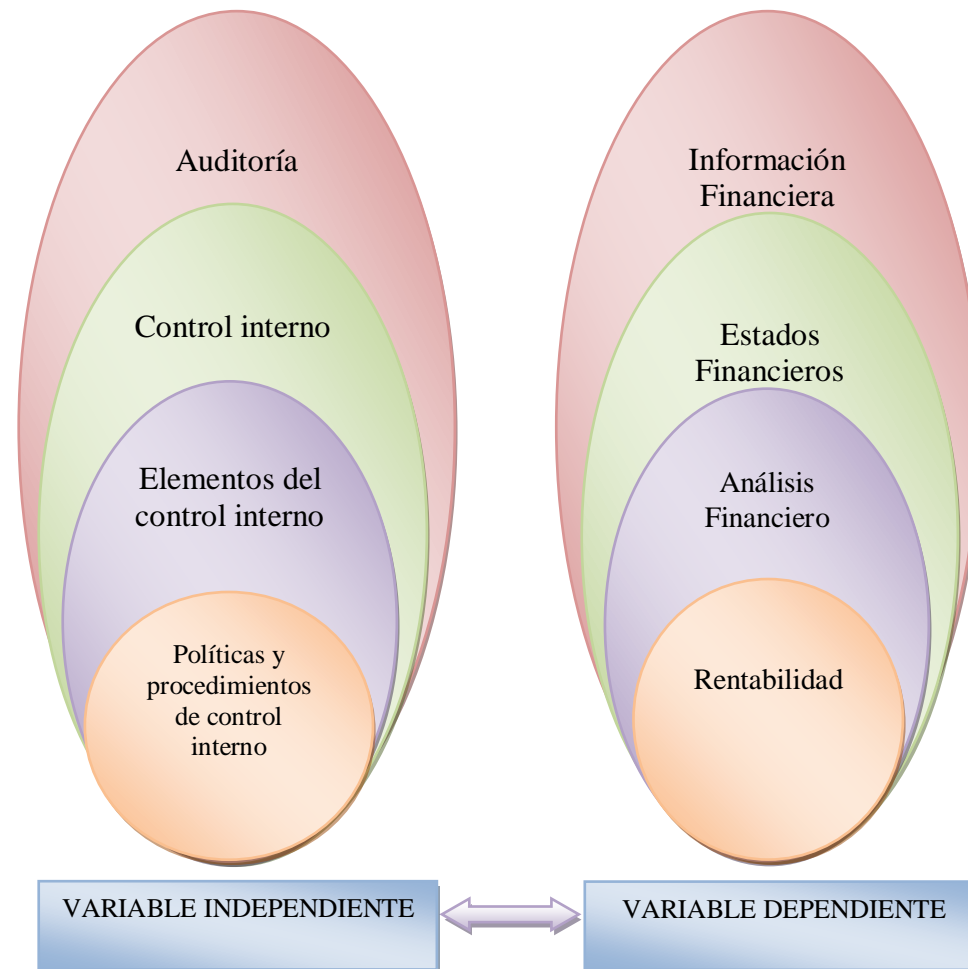 Auditoría
Control interno
Elementos del
control interno
Políticas y
procedimientos
de control
interno
VARIABLE INDEPENDIENTE
Información
Financiera
Estados
Financieros
Análisis
Financiero
Rentabilidad
VARIABLE DEPENDIENTE